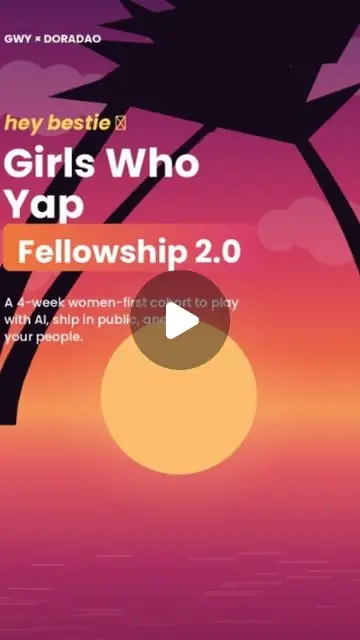 GWY × DORADAO
hey bestie
Girls Who
Yap
Fellowship 2.0
A 4-week women-first cohort to play
with AI, ship in public, and
your people.